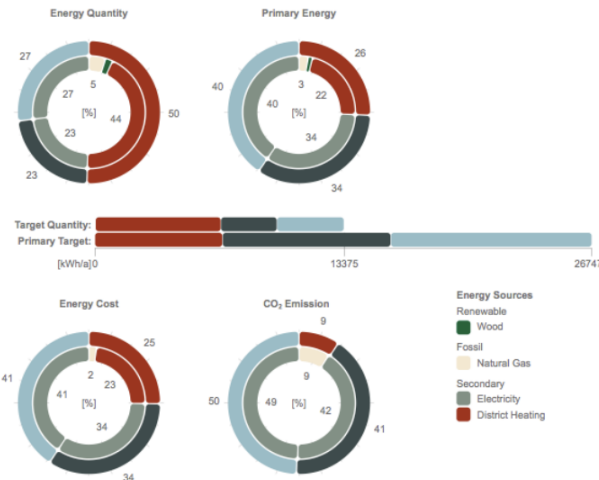 Energy Quantity
27
5
27
[%]
44
50
23
23
Primary Energy
26
40
3
22
40
[%]
34
34
Target Quantity:
Primary Target:
[kWh/a]0
13375
2674
Energy Cost
25
41
2
23
41
[%]
34
34
CO₂ Emission
9
9
50
49
[%]
42
41
Energy Sources
Renewable
Wood
Fossil
Natural Gas
Secondary
Electricity
District Heating